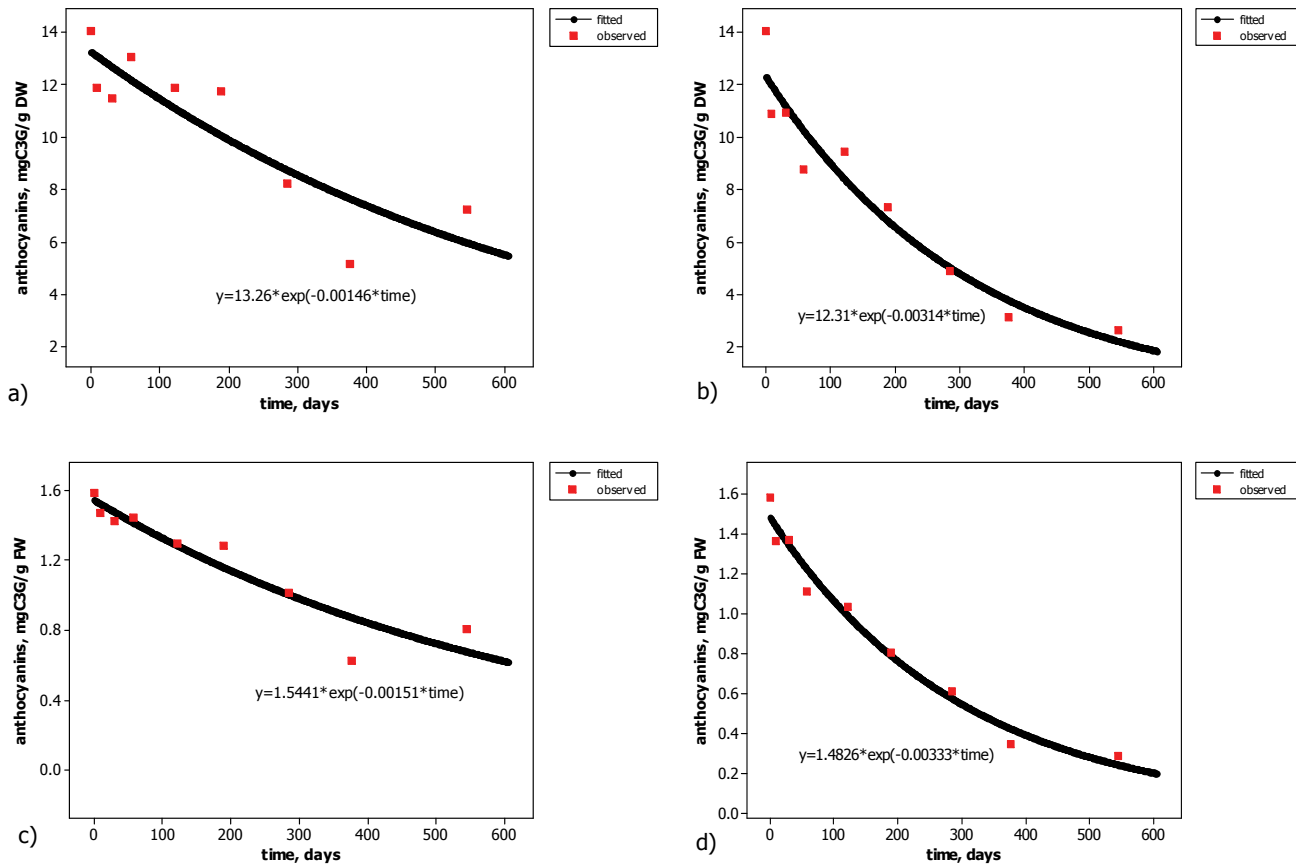 14
12
10
8
6
4
2
anthocyanins, mgC3G/g DW
fitted
observed
y=13.26*exp(-0.00146*time)
0 100 200 300 400 500 600
time, days
a)
14
12
10
8
6
4
2
anthocyanins, mgC3G/g DW
fitted
observed
y=12.31*exp(-0.00314*time)
0 100 200 300 400 500 600
time, days
b)
1.6
1.2
0.8
0.4
0.0
anthocyanins, mgC3G/g FW
fitted
observed
y=1.5441*exp(-0.00151*time)
0 100 200 300 400 500 600
time, days
c)
1.6
1.4
1.2
1.0
0.8
0.6
0.4
0.2
0.0
anthocyanins, mgC3G/g FW
fitted
observed
y=1.4826*exp(-0.00333*time)
0 100 200 300 400 500 600
time, days
d)